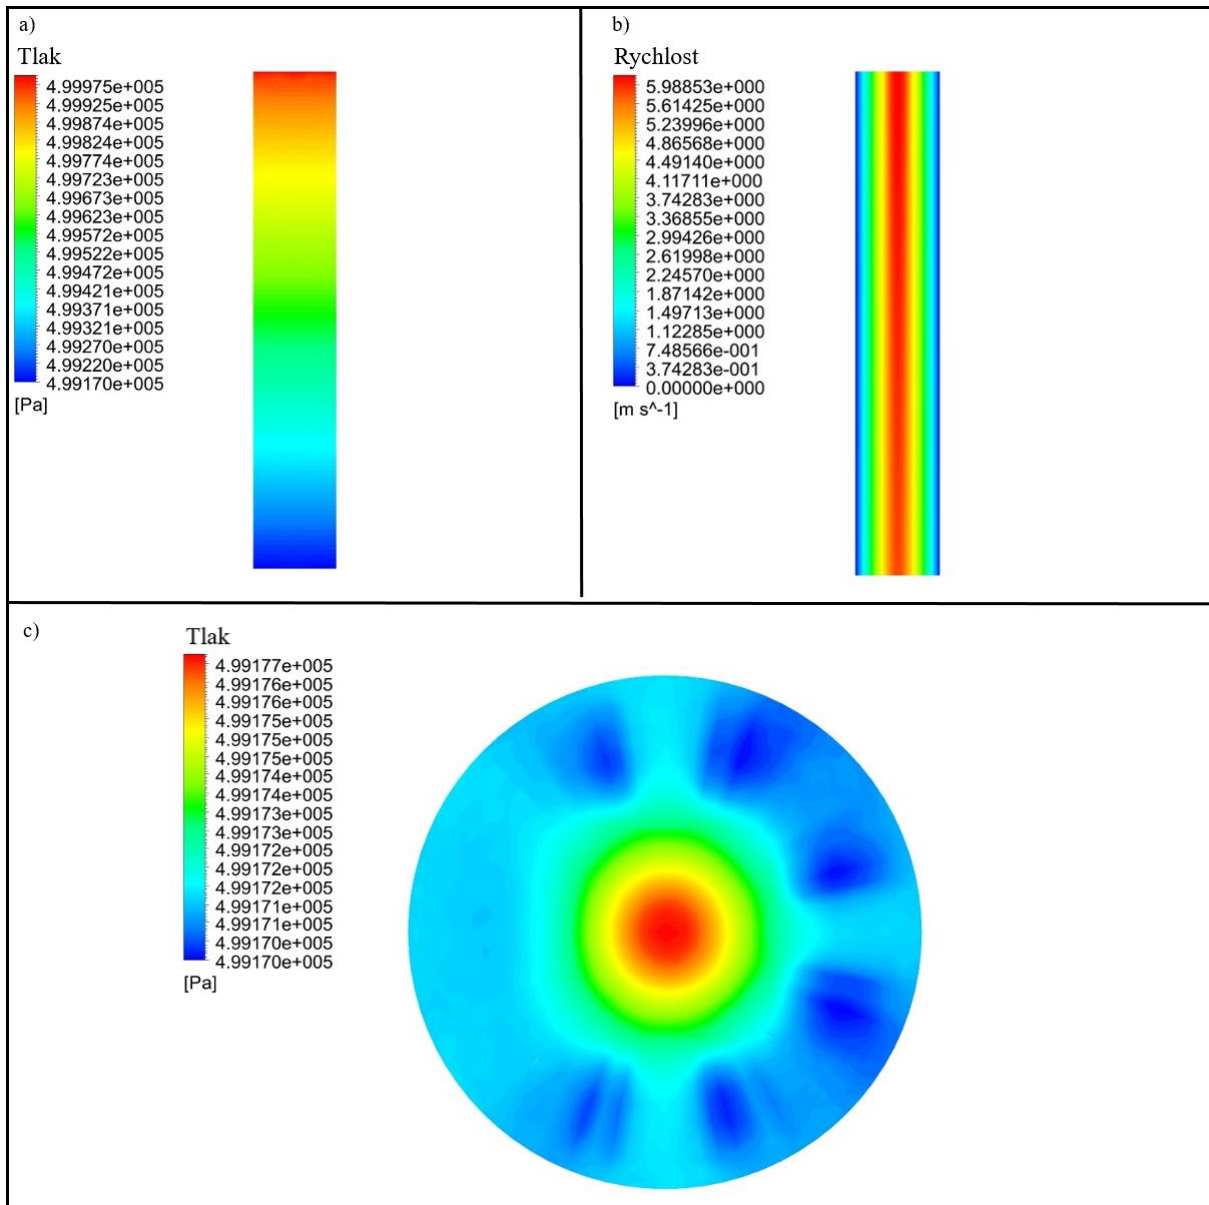 a)
Tlak
4.99975e+005
4.99925e+005
4.99874e+005
4.99824e+005
4.99774e+005
4.99723e+005
4.99673e+005
4.99623e+005
4.99572e+005
4.99522e+005
4.99472e+005
4.99421e+005
4.99371e+005
4.99321e+005
4.99270e+005
4.99220e+005
4.99170e+005
[Pa]
b)
Rychlost
5.98853e+000
5.61425e+000
5.23996e+000
4.86568e+000
4.49140e+000
4.11711e+000
3.74283e+000
3.36855e+000
2.99426e+000
2.61998e+000
2.24570e+000
1.87142e+000
1.49713e+000
1.12285e+000
7.48566e-001
3.74283e-001
0.00000e+000
[m s^-1]
c)
Tlak
4.99177e+005
4.99176e+005
4.99176e+005
4.99175e+005
4.99175e+005
4.99175e+005
4.99174e+005
4.99174e+005
4.99173e+005
4.99173e+005
4.99172e+005
4.99172e+005
4.99172e+005
4.99171e+005
4.99171e+005
4.99170e+005
4.99170e+005
[Pa]